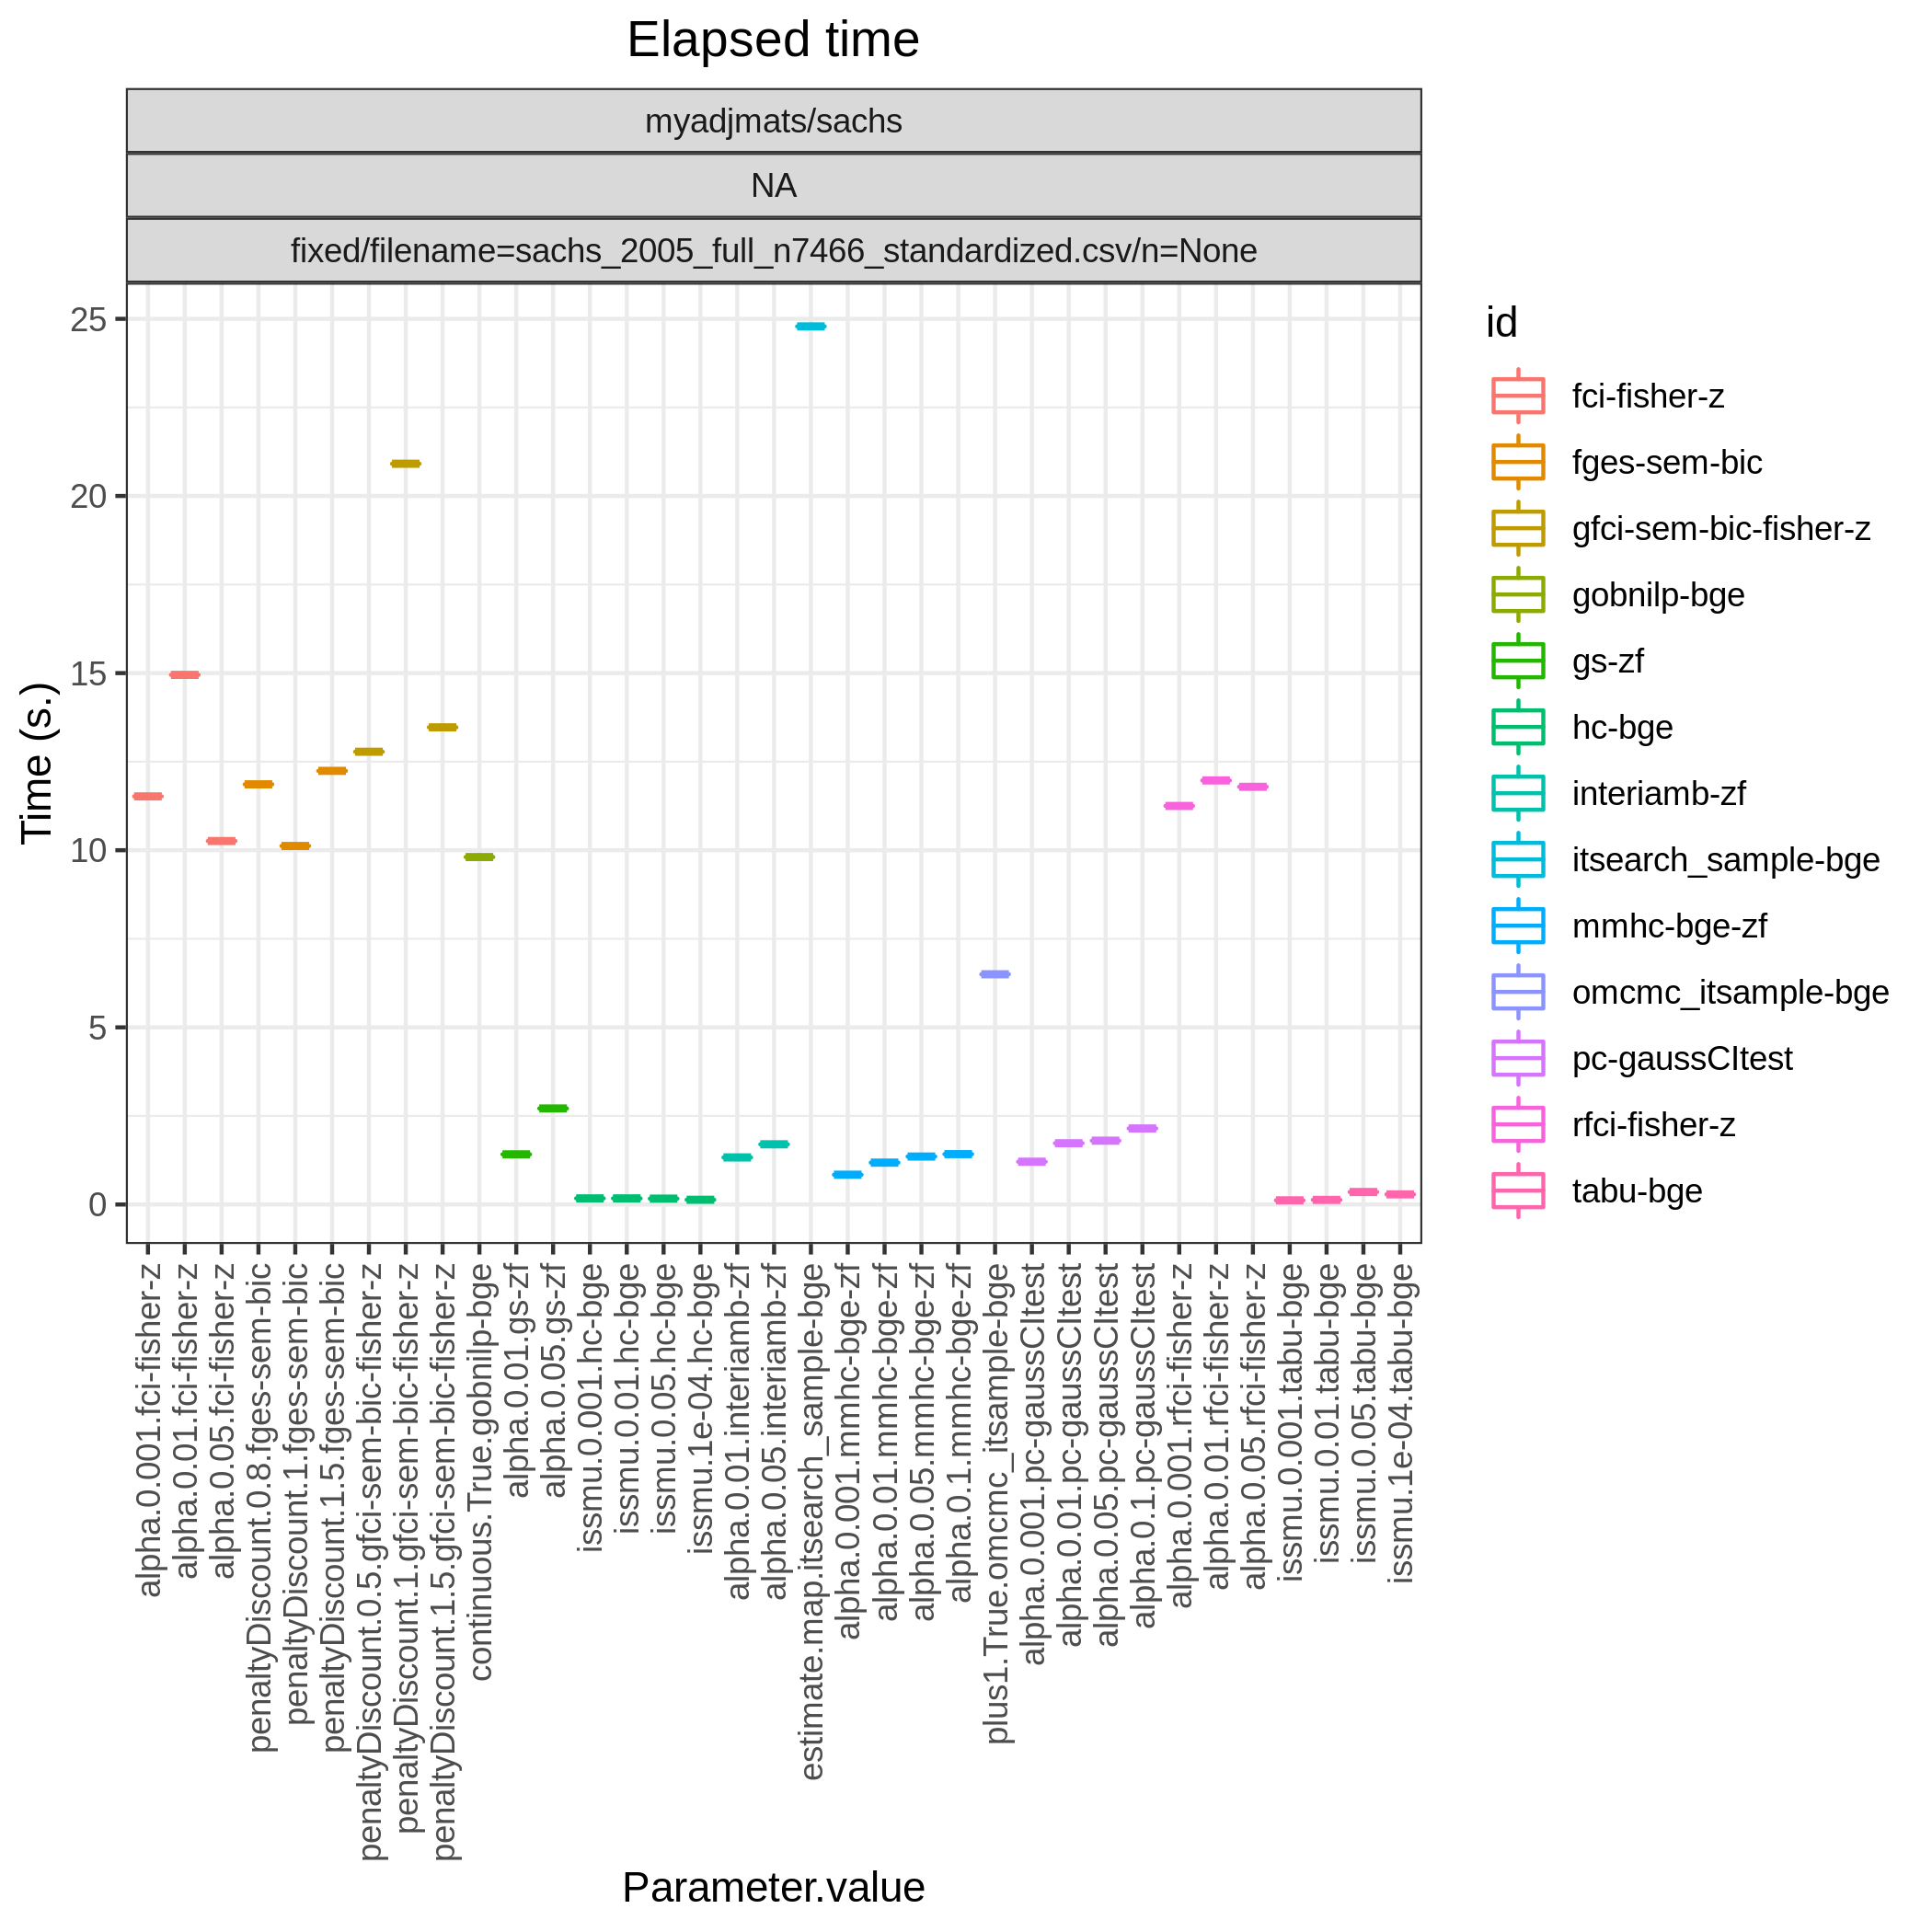 Elapsed time
myadjmats/sachs
NA
fixed/filename=sachs_2005_full_n7466_standardized.csv/n=None
Time (s.)
25
20
15
10
5
0
alpha.0.001.fci-fisher-z
alpha.0.01.fci-fisher-z
alpha.0.05.fci-fisher-z
penaltyDiscount.0.8.fges-sem-bic
penaltyDiscount.1.fges-sem-bic
penaltyDiscount.1.5.fges-sem-bic
penaltyDiscount.0.5.gfci-sem-bic-fisher-z
penaltyDiscount.1.gfci-sem-bic-fisher-z
penaltyDiscount.1.5.gfci-sem-bic-fisher-z
continuous.True.gobnilp-bge
alpha.0.01.gs-zf
alpha.0.05.gs-zf
issmu.0.001.hc-bge
issmu.0.01.hc-bge
issmu.0.05.hc-bge
issmu.1e-04.hc-bge
alpha.0.01.interiamb-zf
alpha.0.05.interiamb-zf
estimate.map.itsearch_sample-bge
alpha.0.001.mmhc-bge-zf
alpha.0.01.mmhc-bge-zf
alpha.0.05.mmhc-bge-zf
alpha.0.1.mmhc-bge-zf
plus1.True.omcmc_itsample-bge
alpha.0.001.pc-gaussCItest
alpha.0.01.pc-gaussCItest
alpha.0.05.pc-gaussCItest
alpha.0.1.pc-gaussCItest
alpha.0.001.rfci-fisher-z
alpha.0.01.rfci-fisher-z
alpha.0.05.rfci-fisher-z
issmu.0.001.tabu-bge
issmu.0.01.tabu-bge
issmu.0.05.tabu-bge
issmu.1e-04.tabu-bge
Parameter.value
id
fci-fisher-z
fges-sem-bic
gfci-sem-bic-fisher-z
gobnilp-bge
gs-zf
hc-bge
interiamb-zf
itsearch_sample-bge
mmhc-bge-zf
omcmc_itsample-bge
pc-gaussCItest
rfci-fisher-z
tabu-bge